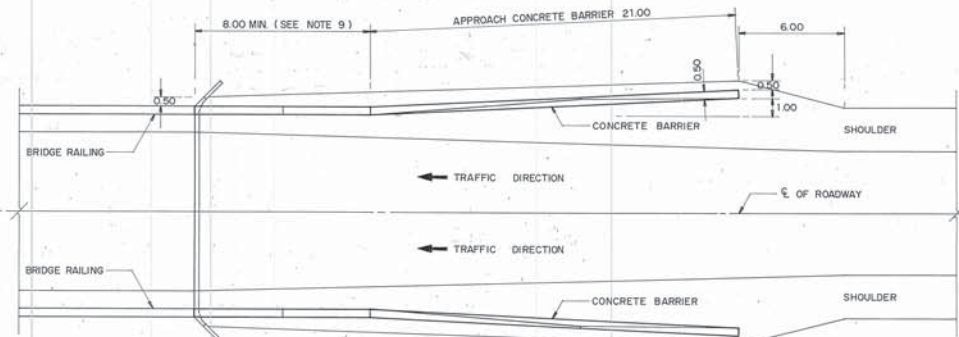 8.00 MIN. (SEE NOTE 9)
APPROACH CONCRETE BARRIER 21.00
6.00
0.50
0.50
0.50
1.00
CONCRETE BARRIER
SHOULDER
BRIDGE RAILING
TRAFFIC DIRECTION
℄ OF ROADWAY
TRAFFIC DIRECTION
BRIDGE RAILING
CONCRETE BARRIER
SHOULDER